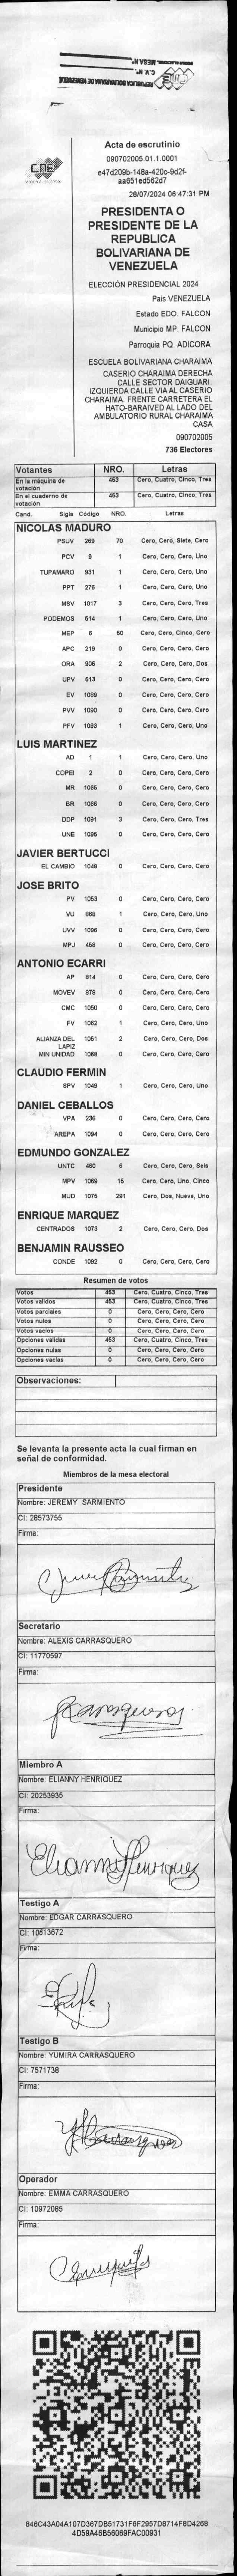 REPUBLICA BOLIVARIANA DE VENEZUELA
C.V. Nº.
MESA Nº
CNE
Acta de escrutinio
090702005.01.1.0001
e47d209b-148a-420c-9d2f-
aa651ed562d7
28/07/2024 06:47:31 PM
PRESIDENTA O
PRESIDENTE DE LA
REPUBLICA
BOLIVARIANA DE
VENEZUELA
ELECCIÓN PRESIDENCIAL 2024
Pais VENEZUELA
Estado EDO. FALCON
Municipio MP. FALCON
Parroquia PQ. ADICORA
ESCUELA BOLIVARIANA CHARAIMA
CASERIO CHARAIMA DERECHA
CALLE SECTOR DAIGUARI.
IZQUIERDA CALLE VIA AL CASERIO
CHARAIMA. FRENTE CARRETERA EL
HATO-BARAIVED AL LADO DEL
AMBULATORIO RURAL CHARAIMA
CASA
090702005
736 Electores
Votantes NRO. Letras
En la máquina de votación 453 Cero, Cuatro, Cinco, Tres
En el cuaderno de votación 453 Cero, Cuatro, Cinco, Tres
Cand. Sigla Código NRO. Letras
NICOLAS MADURO
PSUV 269 70 Cero, Cero, Siete, Cero
PCV 8 1 Cero, Cero, Cero, Uno
TUPAMARO 931 1 Cero, Cero, Cero, Uno
PPT 276 1 Cero, Cero, Cero, Uno
MSV 1017 3 Cero, Cero, Cero, Tres
PODEMOS 514 1 Cero, Cero, Cero, Uno
MEP 6 50 Cero, Cero, Cinco, Cero
APC 219 0 Cero, Cero, Cero, Cero
ORA 906 2 Cero, Cero, Cero, Dos
UPV 513 0 Cero, Cero, Cero, Cero
EV 1089 0 Cero, Cero, Cero, Cero
PVV 1090 0 Cero, Cero, Cero, Cero
PFV 1093 1 Cero, Cero, Cero, Uno
LUIS MARTINEZ
AD 1 1 Cero, Cero, Cero, Uno
COPEI 2 0 Cero, Cero, Cero, Cero
MR 1065 0 Cero, Cero, Cero, Cero
BR 1066 0 Cero, Cero, Cero, Cero
DDP 1091 3 Cero, Cero, Cero, Tres
UNE 1095 0 Cero, Cero, Cero, Cero
JAVIER BERTUCCI
EL CAMBIO 1048 0 Cero, Cero, Cero, Cero
JOSE BRITO
PV 1053 0 Cero, Cero, Cero, Cero
VU 868 1 Cero, Cero, Cero, Uno
UVV 1096 0 Cero, Cero, Cero, Cero
MPJ 458 0 Cero, Cero, Cero, Cero
ANTONIO ECARRI
AP 914 0 Cero, Cero, Cero, Cero
MOVEV 878 0 Cero, Cero, Cero, Cero
CMC 1050 0 Cero, Cero, Cero, Cero
FV 1062 1 Cero, Cero, Cero, Uno
ALIANZA DEL LAPIZ 1051 2 Cero, Cero, Cero, Dos
MIN UNIDAD 1068 0 Cero, Cero, Cero, Cero
CLAUDIO FERMIN
SPV 1049 1 Cero, Cero, Cero, Uno
DANIEL CEBALLOS
VPA 236 0 Cero, Cero, Cero, Cero
AREPA 1094 0 Cero, Cero, Cero, Cero
EDMUNDO GONZALEZ
UNTC 460 6 Cero, Cero, Cero, Seis
MPV 1069 15 Cero, Cero, Uno, Cinco
MUD 1075 291 Cero, Dos, Nueve, Uno
ENRIQUE MARQUEZ
CENTRADOS 1073 2 Cero, Cero, Cero, Dos
BENJAMIN RAUSSEO
CONDE 1092 0 Cero, Cero, Cero, Cero
Resumen de votos
Votos 453 Cero, Cuatro, Cinco, Tres
Votos validos 453 Cero, Cuatro, Cinco, Tres
Votos parciales 0 Cero, Cero, Cero, Cero
Votos nulos 0 Cero, Cero, Cero, Cero
Votos vacios 0 Cero, Cero, Cero, Cero
Opciones validas 453 Cero, Cuatro, Cinco, Tres
Opciones nulas 0 Cero, Cero, Cero, Cero
Opciones vacias 0 Cero, Cero, Cero, Cero
Observaciones:
Se levanta la presente acta la cual firman en
señal de conformidad.
Miembros de la mesa electoral
Presidente
Nombre: JEREMY SARMIENTO
CI: 28573755
Firma:
Secretario
Nombre: ALEXIS CARRASQUERO
CI: 11770597
Firma:
Miembro A
Nombre: ELIANNY HENRIQUEZ
CI: 20253935
Firma:
Elianny Henriquez
Testigo A
Nombre: EDGAR CARRASQUERO
CI: 10613672
Firma:
Testigo B
Nombre: YUMIRA CARRASQUERO
CI: 7571738
Firma:
Operador
Nombre: EMMA CARRASQUERO
CI: 10972085
Firma:
846C43A04A107D367DB51731F6F2957D8714F8D4268
4D59A46B56069FAC00931